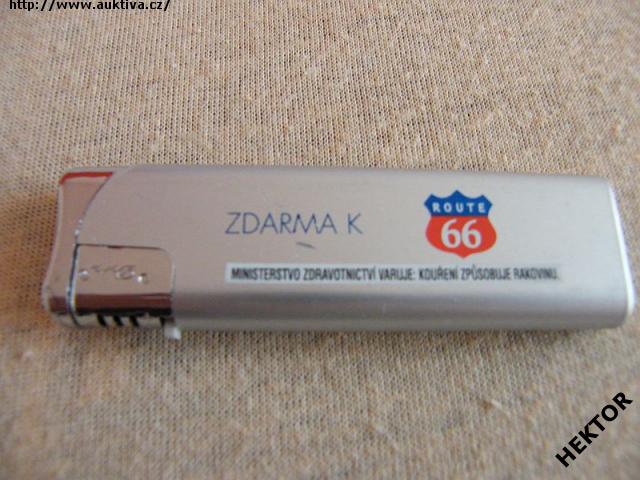 http://www.auktiva.cz/
ZDARMA K
ROUTE
66
MINISTERSTVO ZDRAVOTNICTVÍ VARUJE: KOUŘENÍ ZPŮSOBUJE RAKOVINU.
HEKTOR